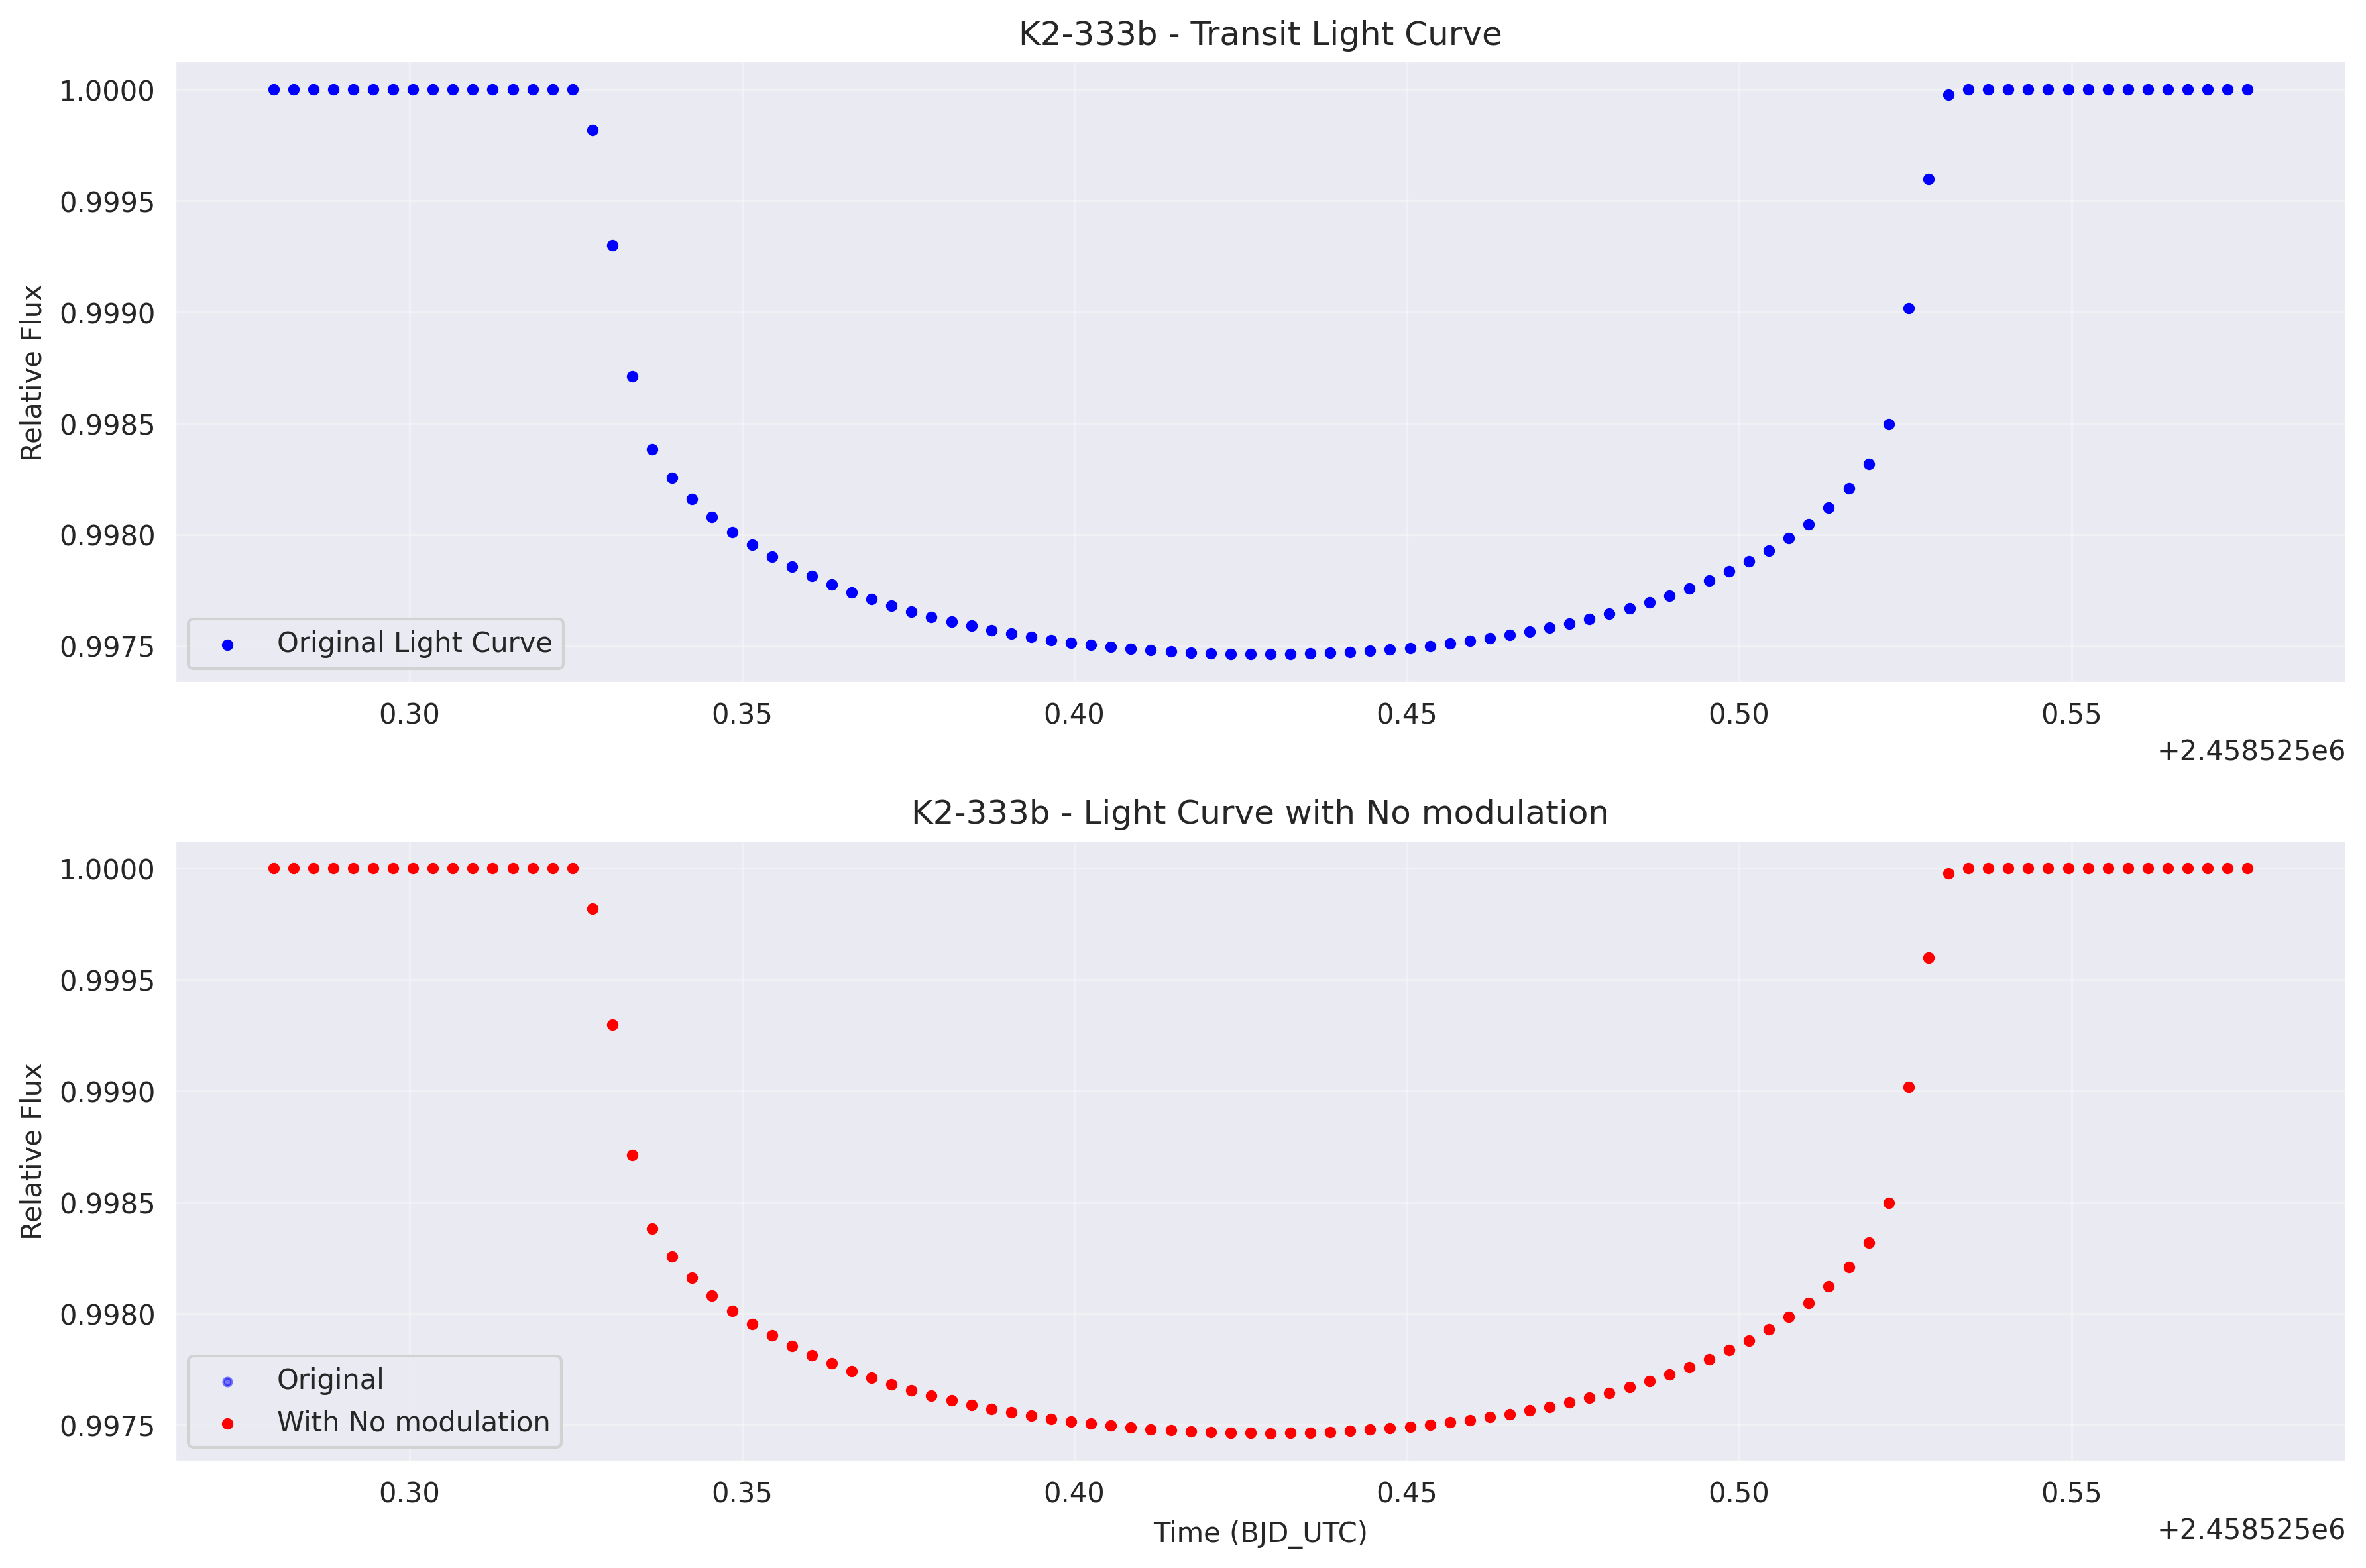 K2-333b - Transit Light Curve
Relative Flux
1.0000
0.9995
0.9990
0.9985
0.9980
0.9975
Original Light Curve
0.30 0.35 0.40 0.45 0.50 0.55
+2.458525e6
K2-333b - Light Curve with No modulation
Relative Flux
1.0000
0.9995
0.9990
0.9985
0.9980
0.9975
Original
With No modulation
0.30 0.35 0.40 0.45 0.50 0.55
Time (BJD_UTC)
+2.458525e6